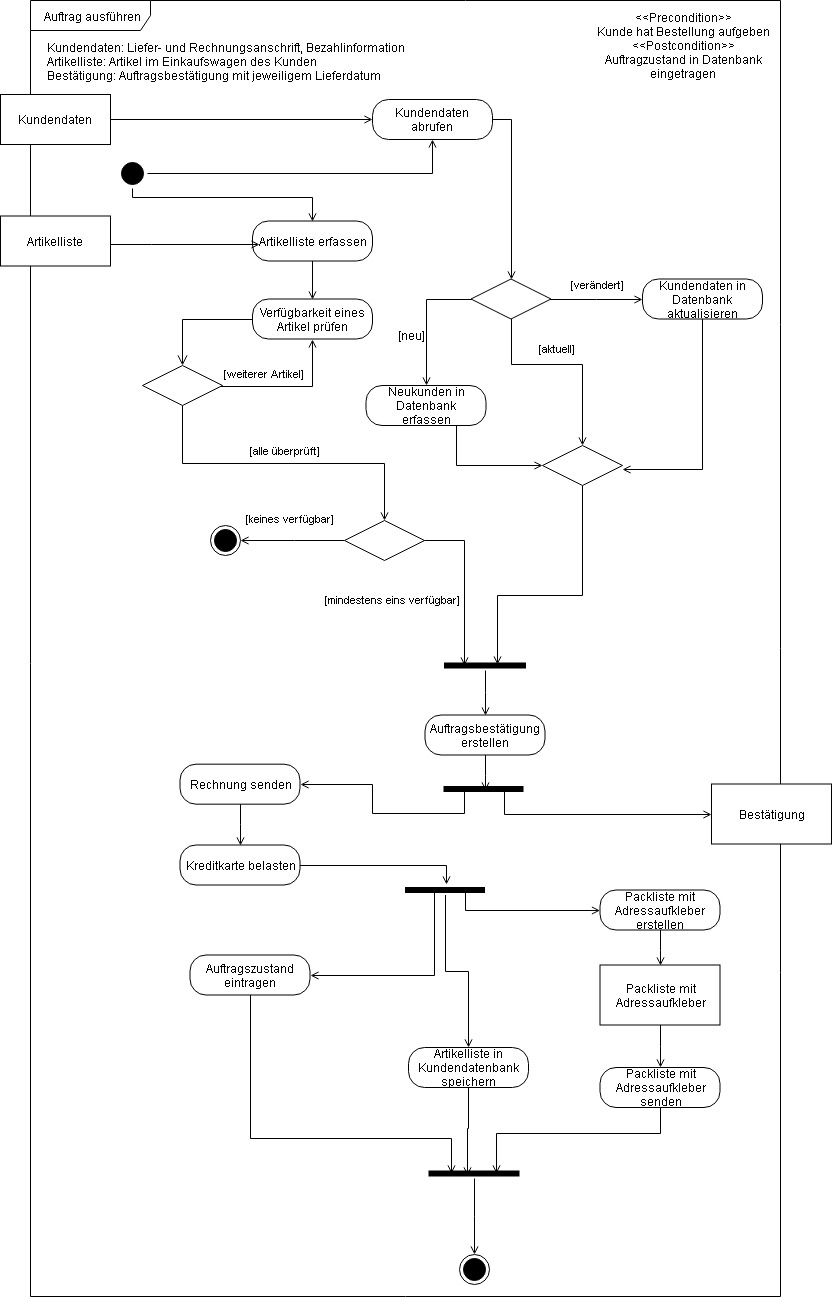 Auftrag ausführen
<<Precondition>>
Kunde hat Bestellung aufgeben
<<Postcondition>>
Auftragzustand in Datenbank
eingetragen
Kundendaten: Liefer- und Rechnungsanschrift, Bezahlinformation
Artikelliste: Artikel im Einkaufswagen des Kunden
Bestätigung: Auftragsbestätigung mit jeweiligem Lieferdatum
Kundendaten
Kundendaten
abrufen
Artikelliste
Artikelliste erfassen
Verfügbarkeit eines
Artikel prüfen
[verändert]
Kundendaten in
Datenbank
aktualisieren
[neu]
[aktuell]
[weiterer Artikel]
Neukunden in
Datenbank
erfassen
[alle überprüft]
[keines verfügbar]
[mindestens eins verfügbar]
Auftragsbestätigung
erstellen
Rechnung senden
Bestätigung
Kreditkarte belasten
Packliste mit
Adressaufkleber
erstellen
Auftragszustand
eintragen
Packliste mit
Adressaufkleber
Artikelliste in
Kundendatenbank
speichern
Packliste mit
Adressaufkleber
senden